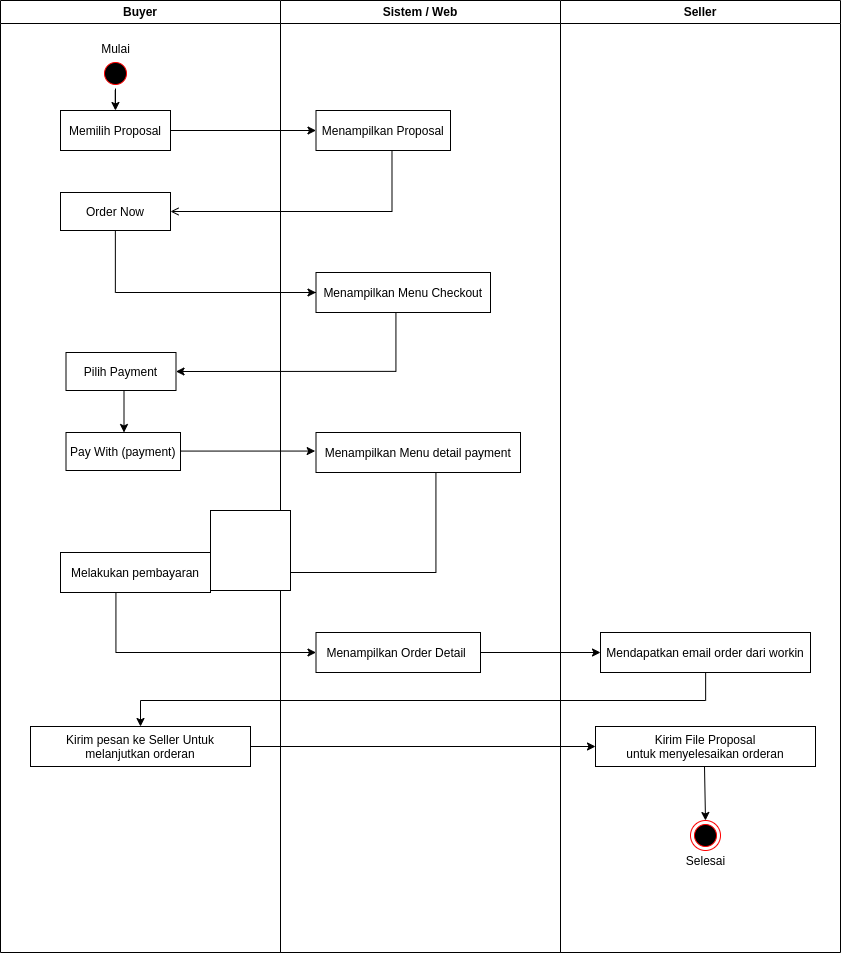 Buyer
Sistem / Web
Seller
Mulai
Memilih Proposal
Menampilkan Proposal
Order Now
Menampilkan Menu Checkout
Pilih Payment
Pay With (payment)
Menampilkan Menu detail payment
Melakukan pembayaran
Menampilkan Order Detail
Mendapatkan email order dari workin
Kirim pesan ke Seller Untuk
melanjutkan orderan
Kirim File Proposal
untuk menyelesaikan orderan
Selesai